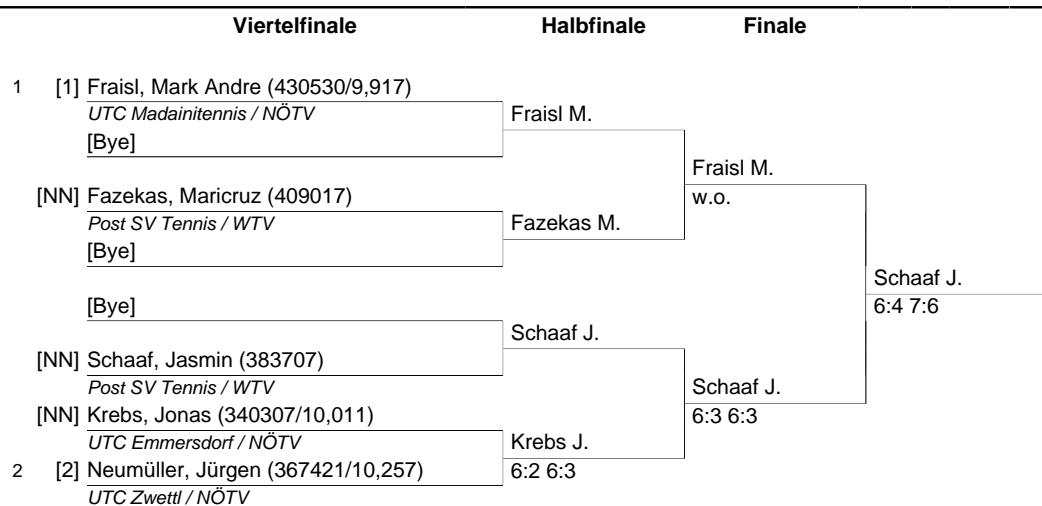 Viertelfinale Halbfinale Finale
1 [1] Fraisl, Mark Andre (430530/9,917)
UTC Madainitennis / NÖTV Fraisl M.
[Bye]
Fraisl M.
[NN] Fazekas, Maricruz (409017) w.o.
Post SV Tennis / WTV Fazekas M.
[Bye]
Schaaf J.
[Bye] 6:4 7:6
Schaaf J.
[NN] Schaaf, Jasmin (383707)
Post SV Tennis / WTV Schaaf J.
[NN] Krebs, Jonas (340307/10,011) 6:3 6:3
UTC Emmersdorf / NÖTV Krebs J.
2 [2] Neumüller, Jürgen (367421/10,257) 6:2 6:3
UTC Zwettl / NÖTV